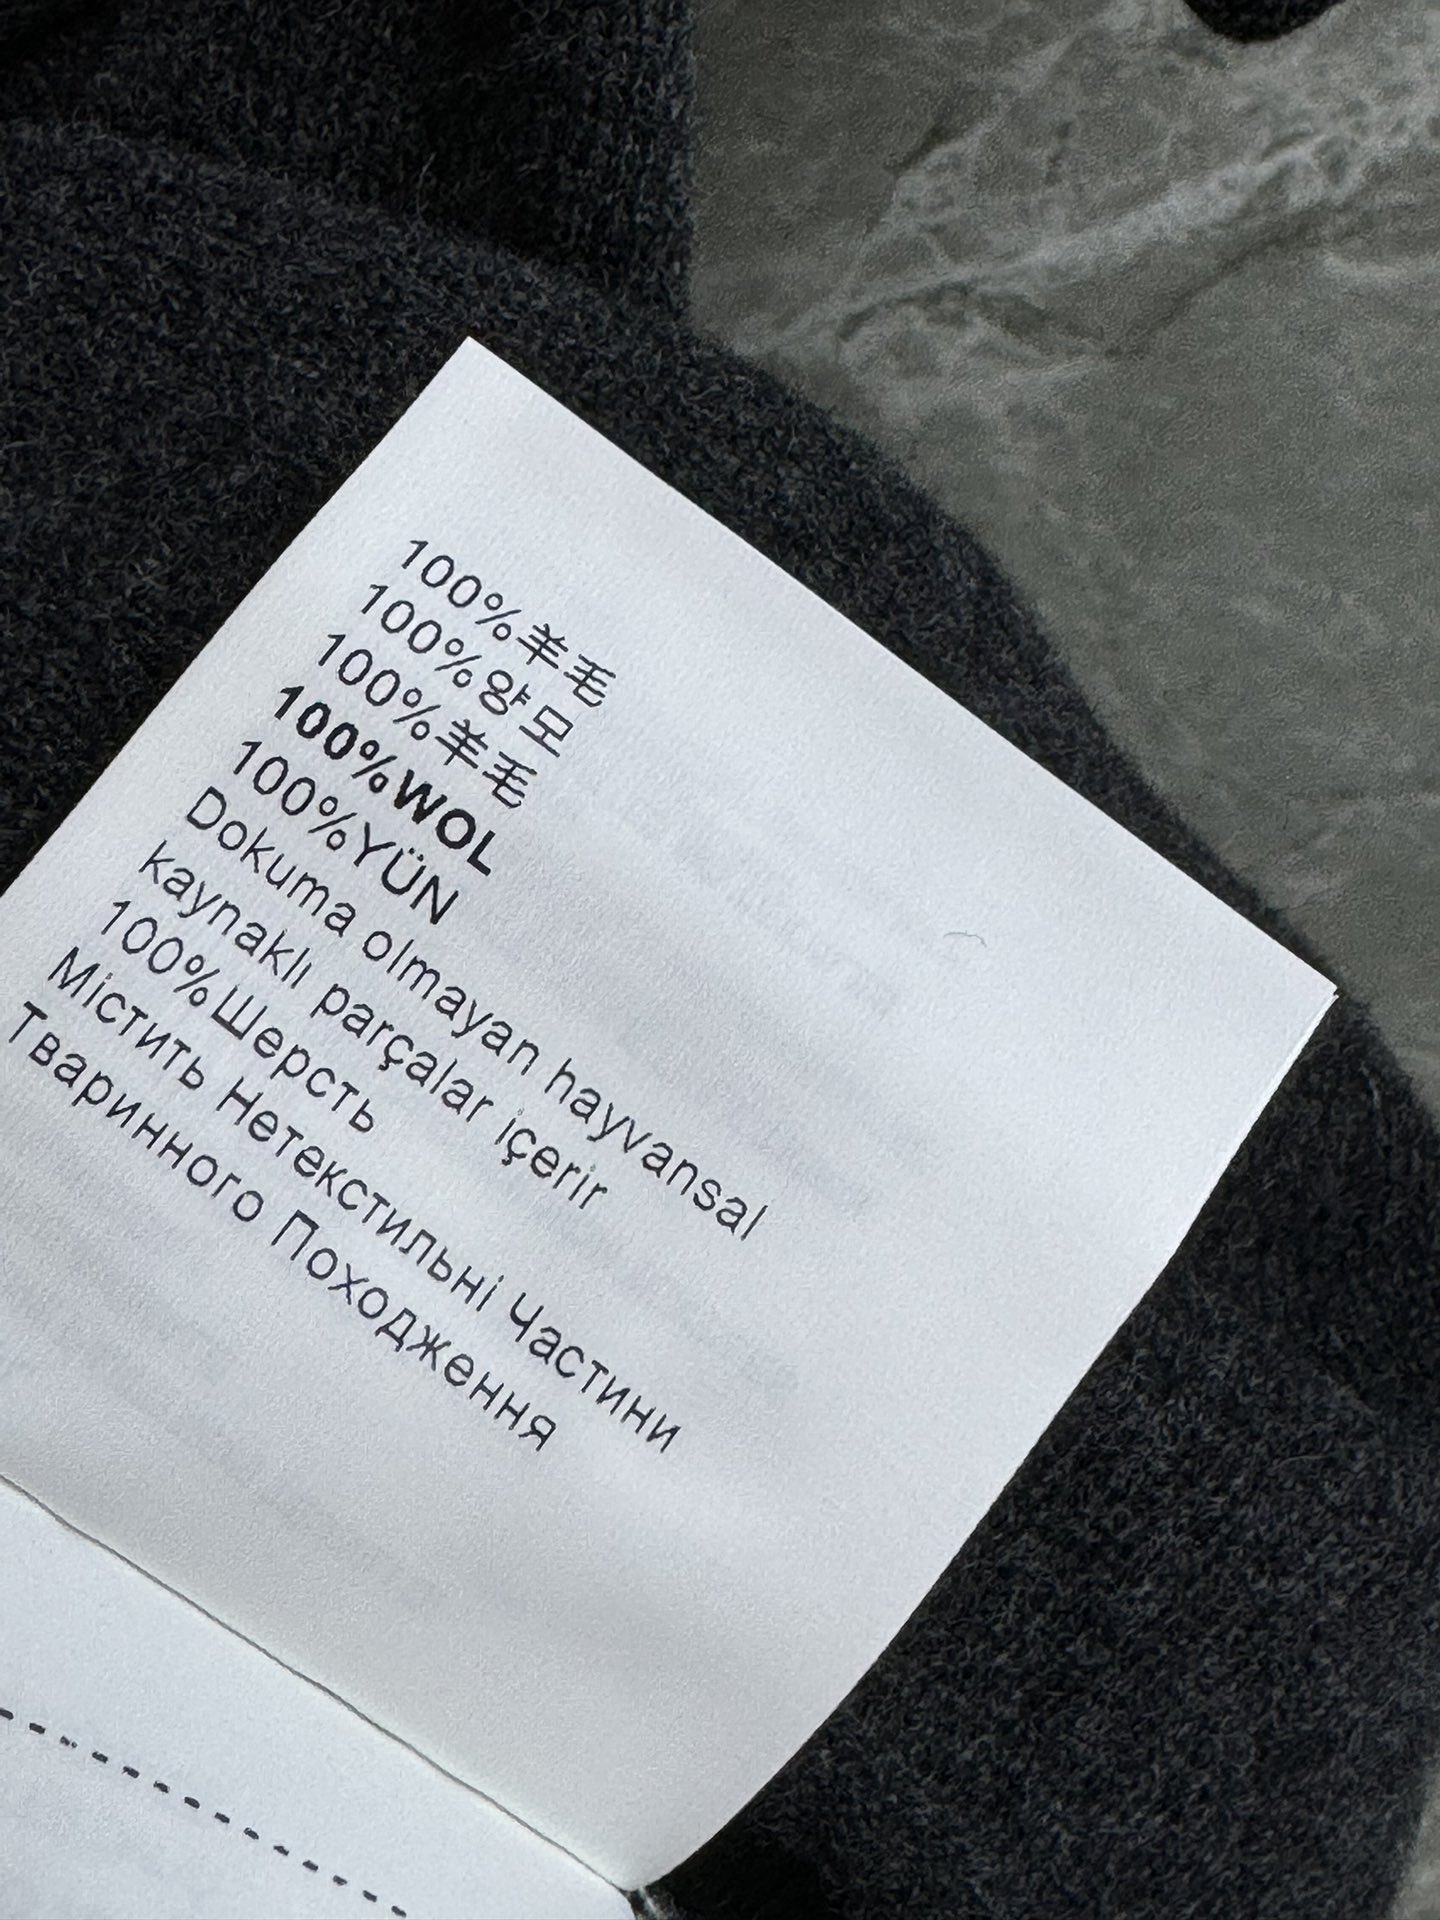 100%羊毛
100%양모
100%羊毛
100%WOL
100%YÜN
Dokuma olmayan hayvansal
kaynaklı parçalar içerir
100%Шерсть
Містить Нетекстильні Частини
Тваринного Походження